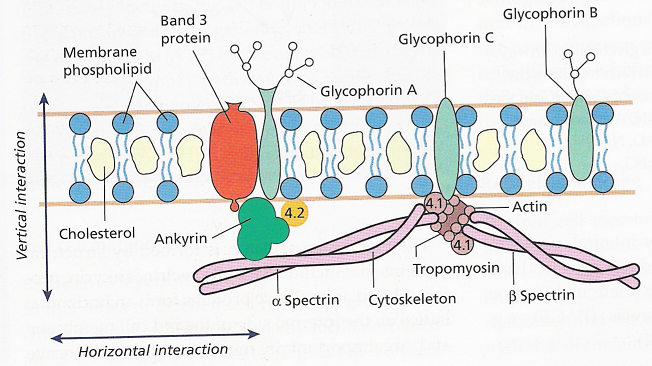 Glycophorin B
Band 3
protein
Glycophorin C
Membrane
phospholipid
Glycophorin A
Vertical interaction
4.2
4.1
Actin
Cholesterol
Ankyrin
4.1
Tropomyosin
α Spectrin
Cytoskeleton
β Spectrin
Horizontal interaction